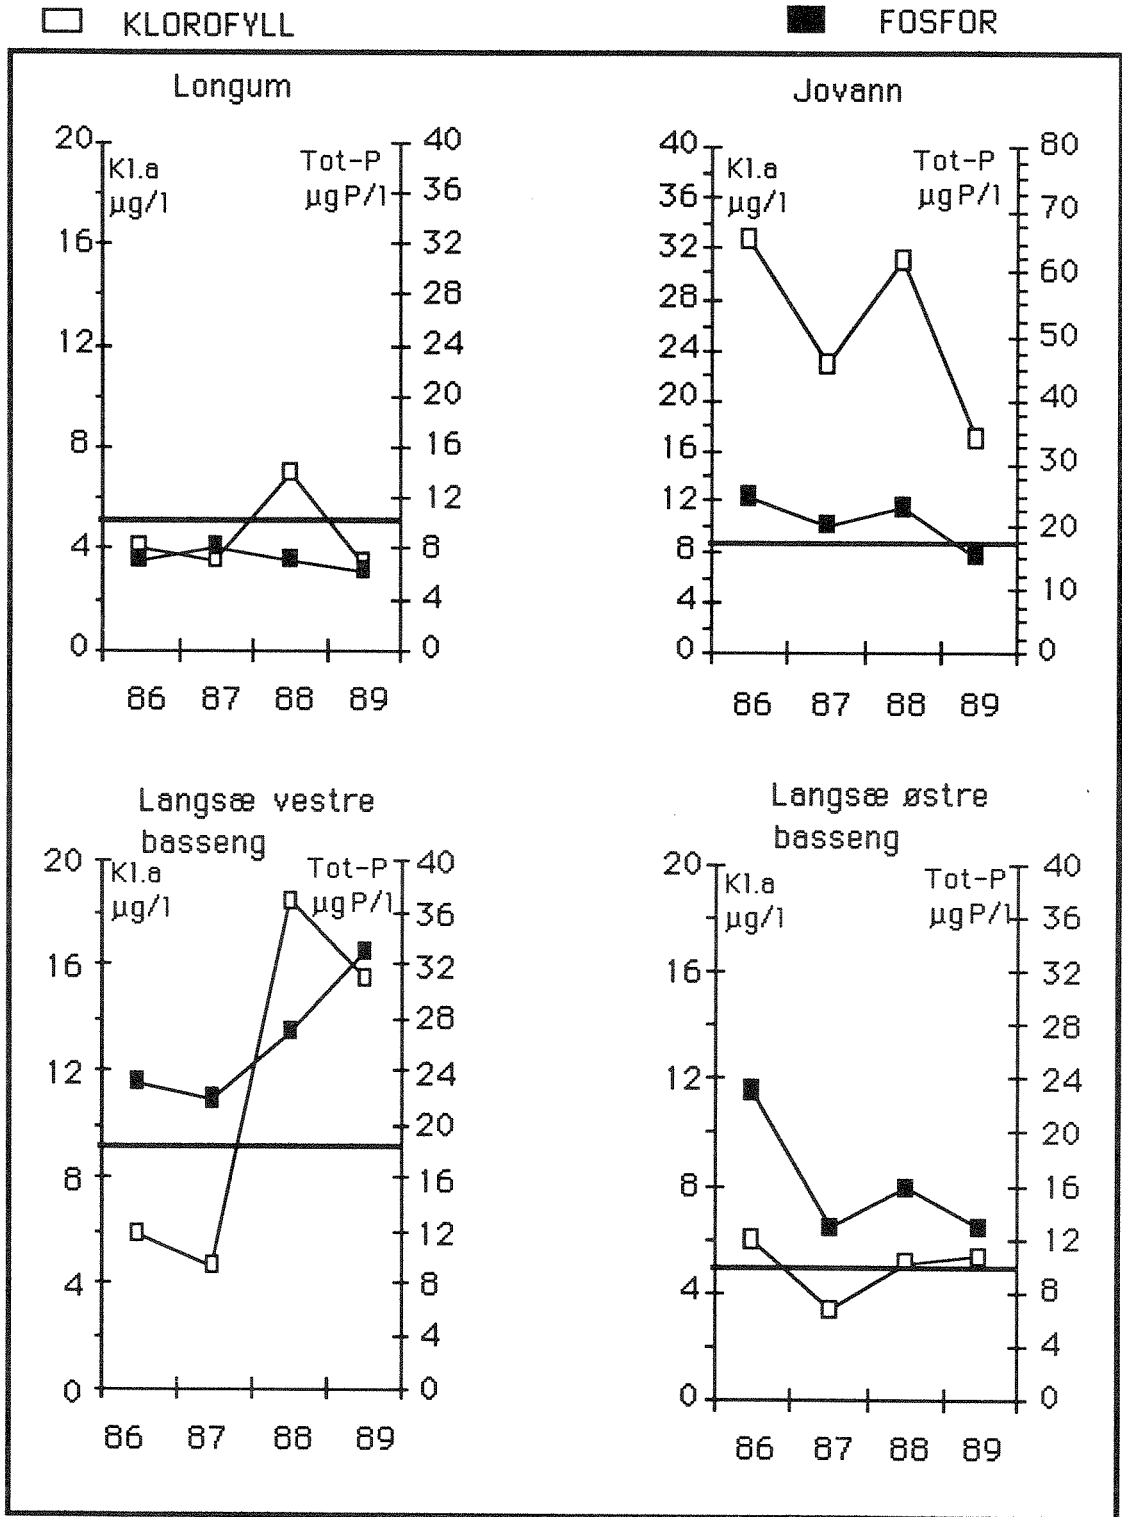 KLOROFYLL
FOSFOR
Longum
Kl.a
µg/l
Tot-P
µgP/l
20
16
12
8
4
0
40
36
32
28
24
20
16
12
8
4
0
86 87 88 89
Jovann
Kl.a
µg/l
Tot-P
µgP/l
40
36
32
28
24
20
16
12
8
4
0
80
70
60
50
40
30
20
10
0
86 87 88 89
Langsæ vestre
basseng
Kl.a
µg/l
Tot-P
µgP/l
20
16
12
8
4
0
40
36
32
28
24
20
16
12
8
4
0
86 87 88 89
Langsæ østre
basseng
Kl.a
µg/l
Tot-P
µgP/l
20
16
12
8
4
0
40
36
32
28
24
20
16
12
8
4
0
86 87 88 89